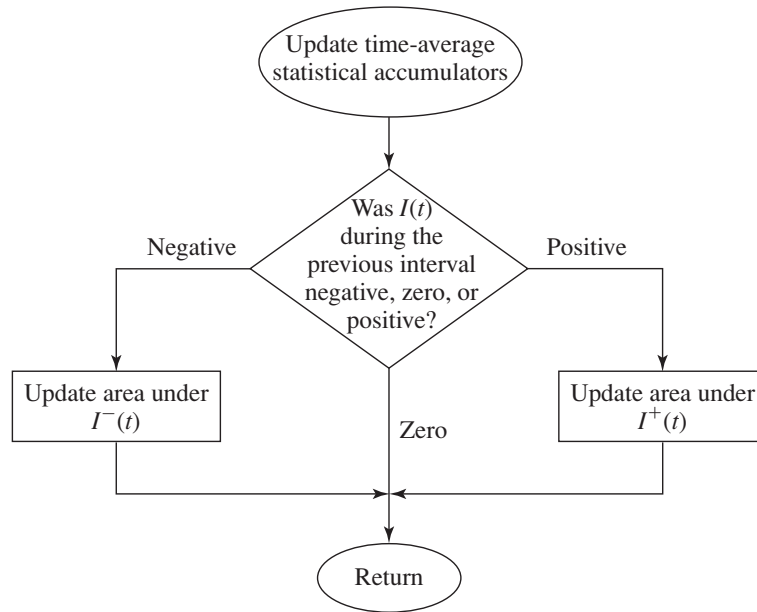 Update time-average
statistical accumulators
Was I(t)
during the
previous interval
negative, zero, or
positive?
Negative
Positive
Update area under
I⁻(t)
Zero
Update area under
I⁺(t)
Return